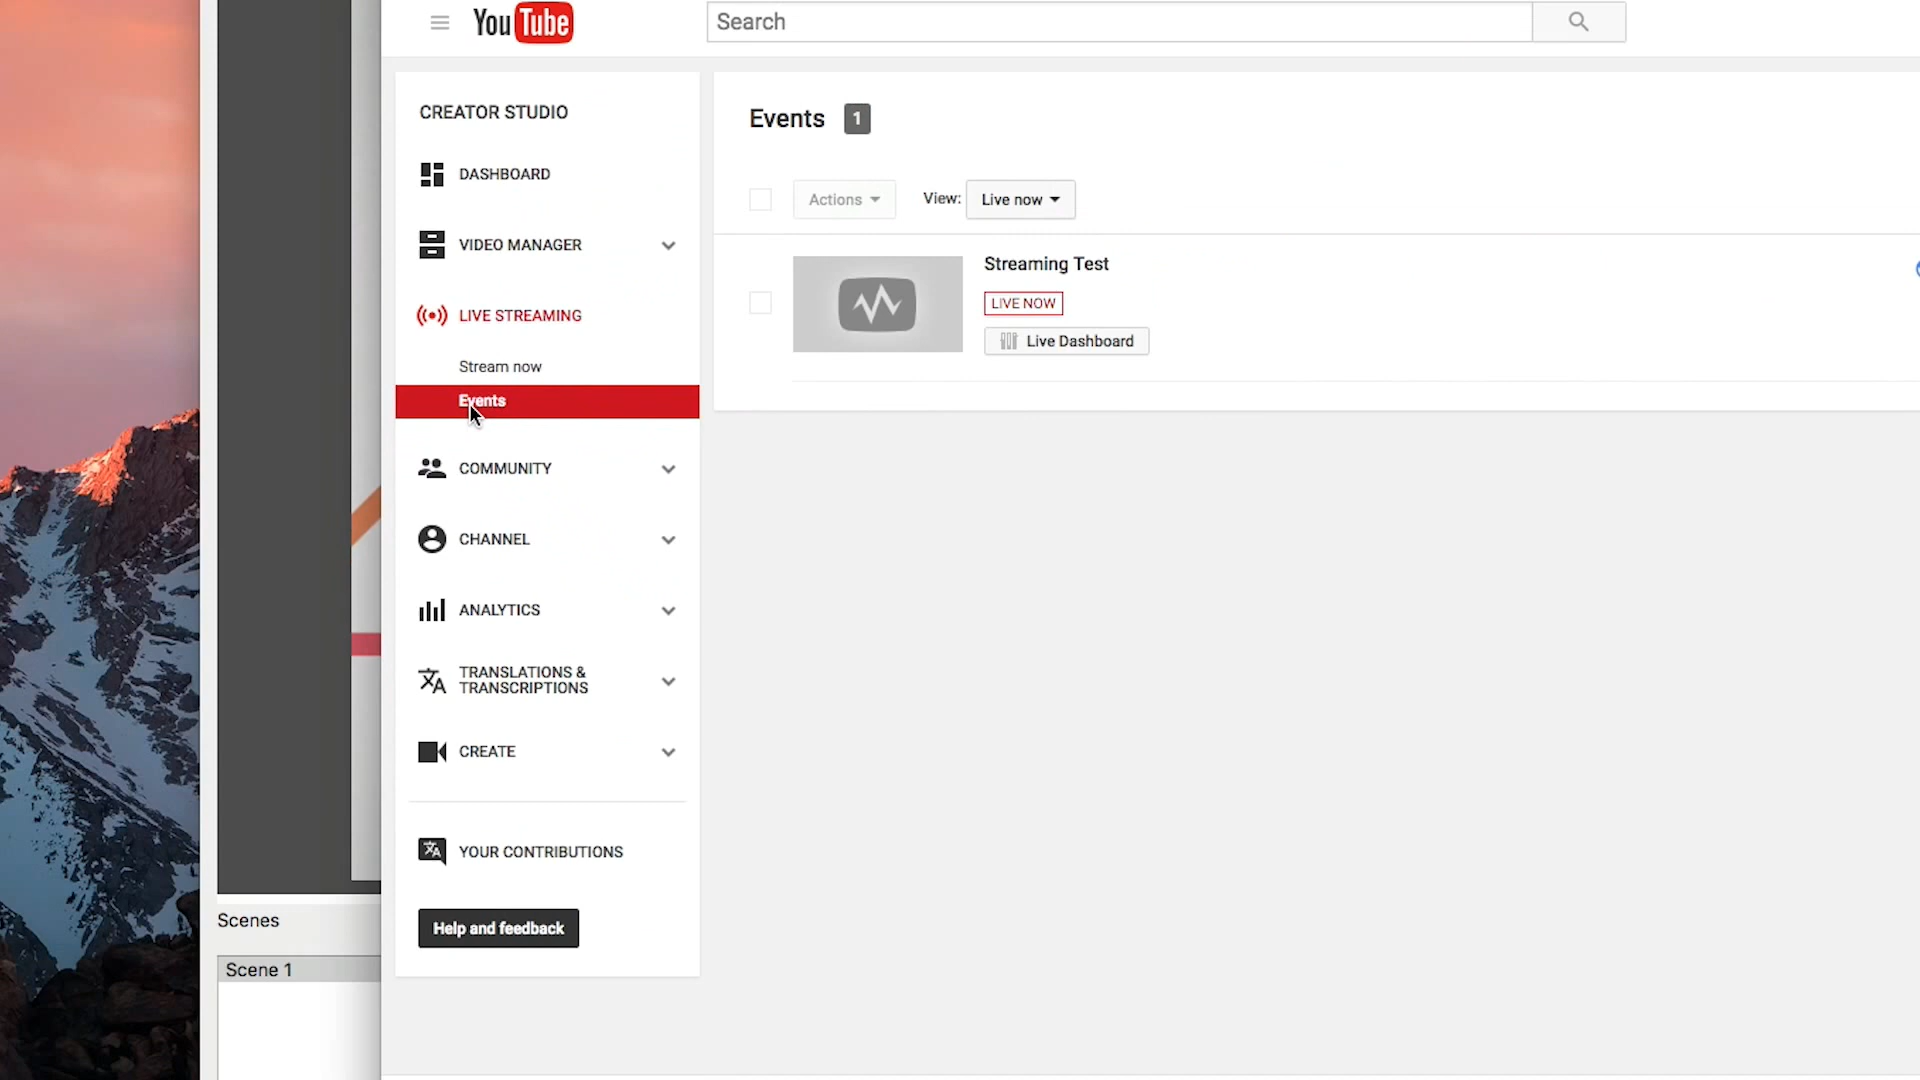 YouTube
Search
CREATOR STUDIO
DASHBOARD
VIDEO MANAGER
LIVE STREAMING
Stream now
Events
COMMUNITY
CHANNEL
ANALYTICS
TRANSLATIONS &
TRANSCRIPTIONS
CREATE
YOUR CONTRIBUTIONS
Help and feedback
Events 1
Actions
View: Live now
Streaming Test
LIVE NOW
Live Dashboard
Scenes
Scene 1